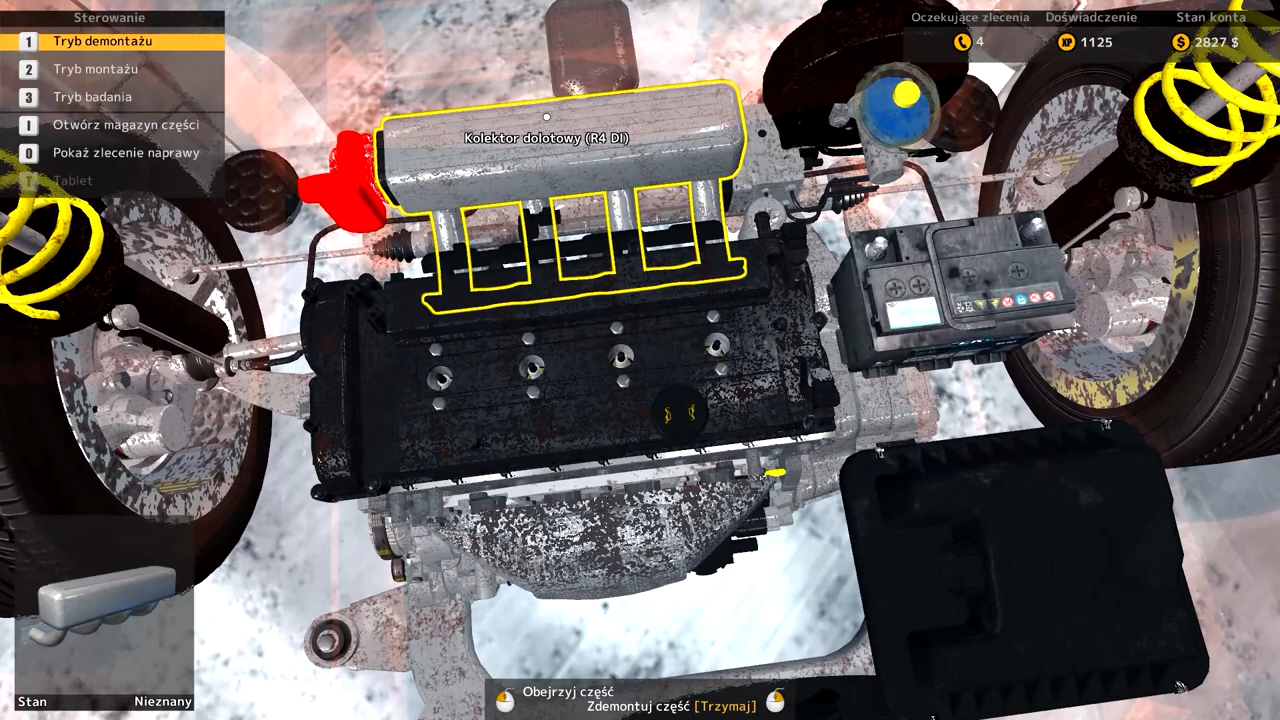 Sterowanie
1 Tryb demontażu
2 Tryb montażu
3 Tryb badania
I Otwórz magazyn części
O Pokaż zlecenie naprawy
T Tablet
Oczekujące zlecenia Doświadczenie Stan konta
4 XP 1125 $ 2827 $
Kolektor dolotowy (R4 DI)
Stan Nieznany
Obejrzyj część
Zdemontuj część [Trzymaj]